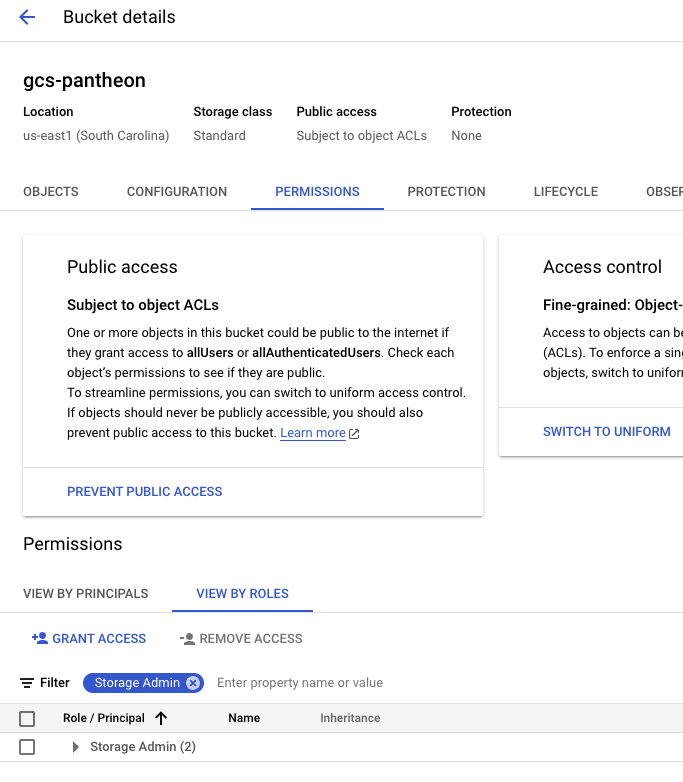 Bucket details
gcs-pantheon
Location
Storage class
Public access
Protection
us-east1 (South Carolina)
Standard
Subject to object ACLs
None
OBJECTS
CONFIGURATION
PERMISSIONS
PROTECTION
LIFECYCLE
OBSER
Public access
Subject to object ACLs
One or more objects in this bucket could be public to the internet if
they grant access to allUsers or allAuthenticatedUsers. Check each
object's permissions to see if they are public.
To streamline permissions, you can switch to uniform access control.
If objects should never be publicly accessible, you should also
prevent public access to this bucket. Learn more
PREVENT PUBLIC ACCESS
Access control
Fine-grained: Object-
Access to objects can be
(ACLs). To enforce a sing
objects, switch to unifor
SWITCH TO UNIFORM
Permissions
VIEW BY PRINCIPALS
VIEW BY ROLES
GRANT ACCESS
REMOVE ACCESS
Filter
Storage Admin
Enter property name or value
Role / Principal
Name
Inheritance
Storage Admin (2)